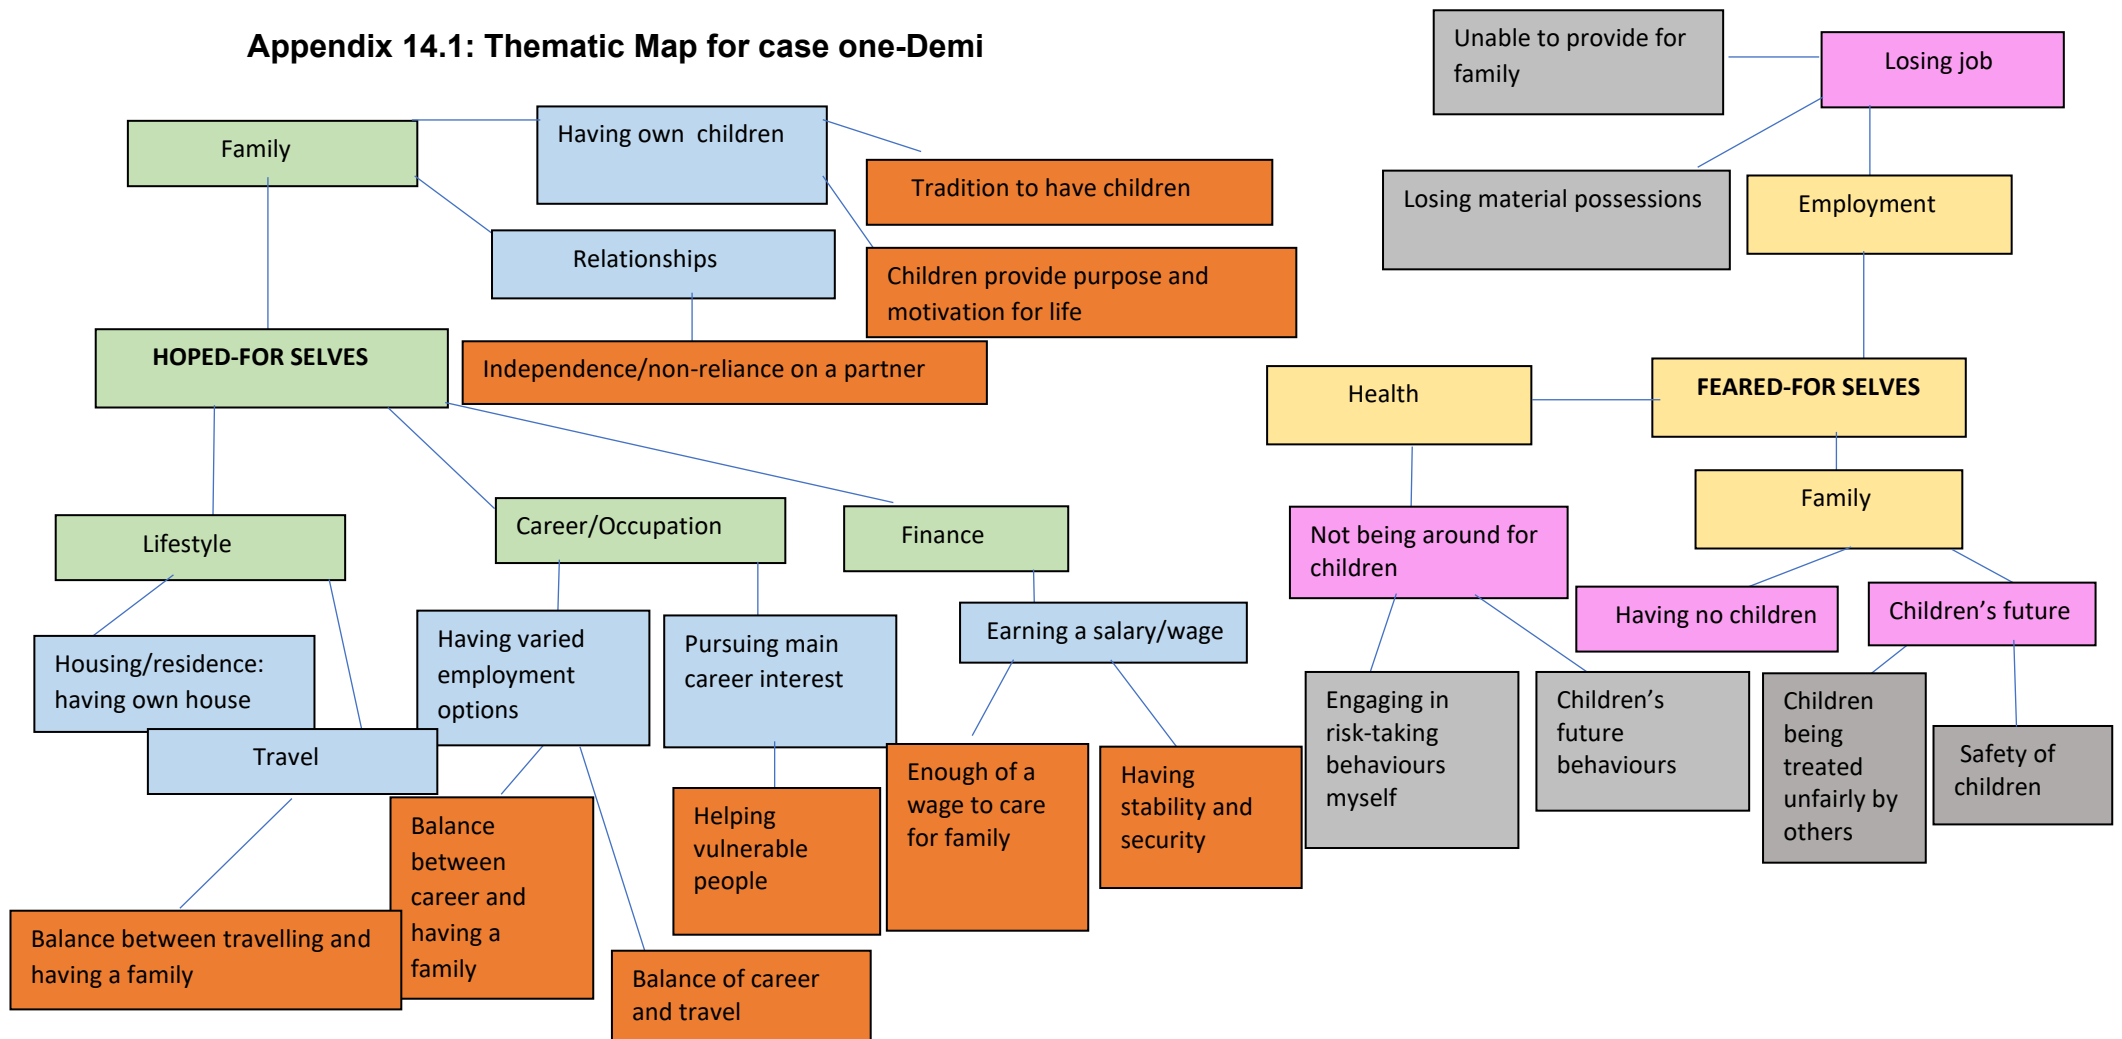 Appendix 14.1: Thematic Map for case one-Demi
Unable to provide for
family
Losing job
Family
Having own children
Tradition to have children
Losing material possessions
Employment
Relationships
Children provide purpose and
motivation for life
HOPED-FOR SELVES
Independence/non-reliance on a partner
Health
FEARED-FOR SELVES
Family
Lifestyle
Career/Occupation
Finance
Not being around for
children
Having no children
Children’s future
Housing/residence:
having own house
Travel
Having varied
employment
options
Pursuing main
career interest
Earning a salary/wage
Engaging in
risk-taking
behaviours
myself
Children’s
future
behaviours
Children
being
treated
unfairly by
others
Safety of
children
Balance between travelling and
having a family
Balance
between
career and
having a
family
Balance of career
and travel
Helping
vulnerable
people
Enough of a
wage to care
for family
Having
stability and
security